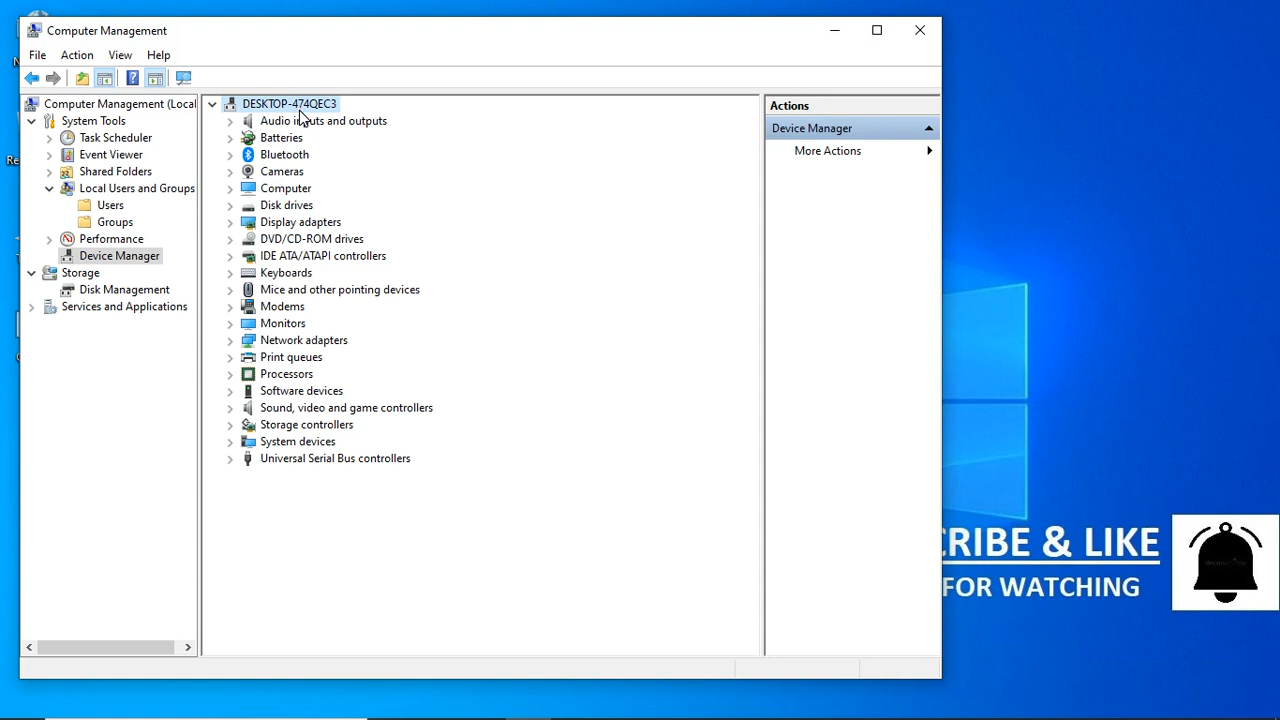 Computer Management
File Action View Help
Computer Management (Local
System Tools
Task Scheduler
Event Viewer
Shared Folders
Local Users and Groups
Users
Groups
Performance
Device Manager
Storage
Disk Management
Services and Applications
DESKTOP-474QEC3
Audio inputs and outputs
Batteries
Bluetooth
Cameras
Computer
Disk drives
Display adapters
DVD/CD-ROM drives
IDE ATA/ATAPI controllers
Keyboards
Mice and other pointing devices
Modems
Monitors
Network adapters
Print queues
Processors
Software devices
Sound, video and game controllers
Storage controllers
System devices
Universal Serial Bus controllers
Actions
Device Manager
More Actions
CRIBE & LIKE
FOR WATCHING